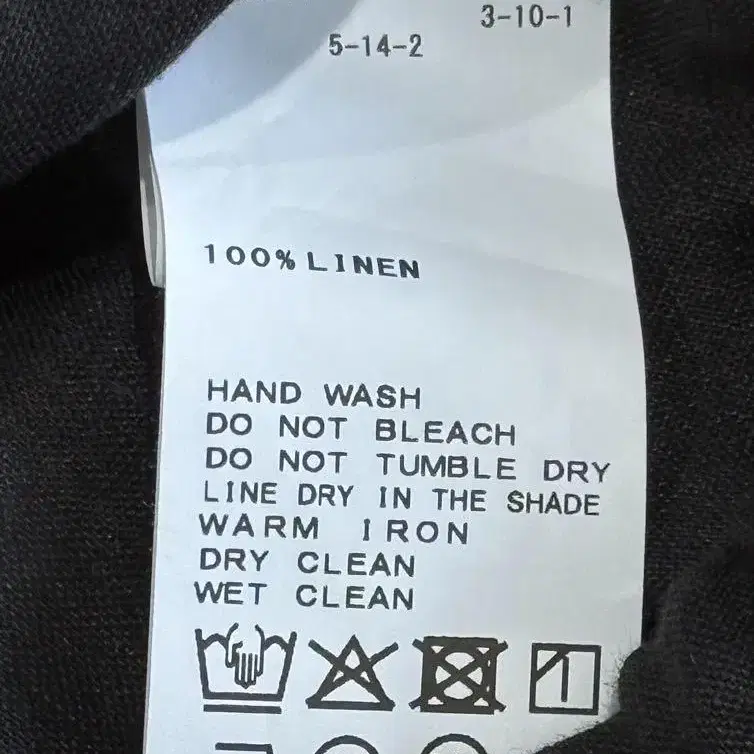 3-10-1
5-14-2
100% LINEN
HAND WASH
DO NOT BLEACH
DO NOT TUMBLE DRY
LINE DRY IN THE SHADE
WARM IRON
DRY CLEAN
WET CLEAN